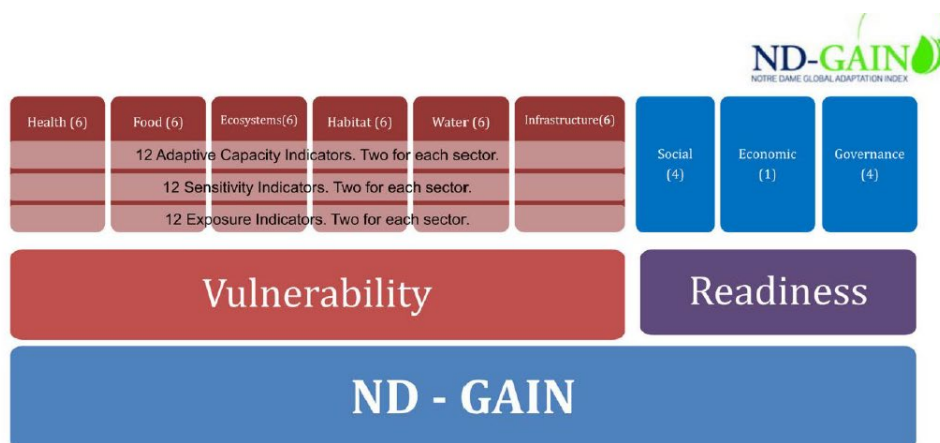 ND-GAIN
NOTRE DAME GLOBAL ADAPTATION INDEX
Health (6)
Food (6)
Ecosystems(6)
Habitat (6)
Water (6)
Infrastructure(6)
12 Adaptive Capacity Indicators. Two for each sector.
12 Sensitivity Indicators. Two for each sector.
12 Exposure Indicators. Two for each sector.
Social
(4)
Economic
(1)
Governance
(4)
Vulnerability
Readiness
ND - GAIN